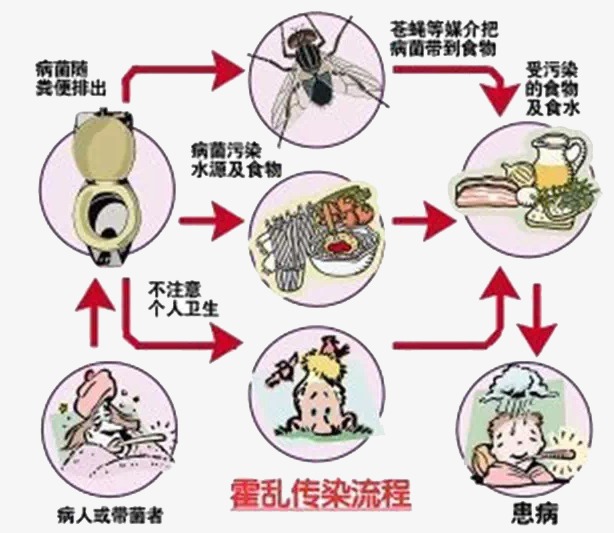 苍蝇等媒介把
病菌带到食物
病菌随
粪便排出
受污染
的食物
及食水
病菌污染
水源及食物
不注意
个人卫生
霍乱传染流程
病人或带菌者
患病